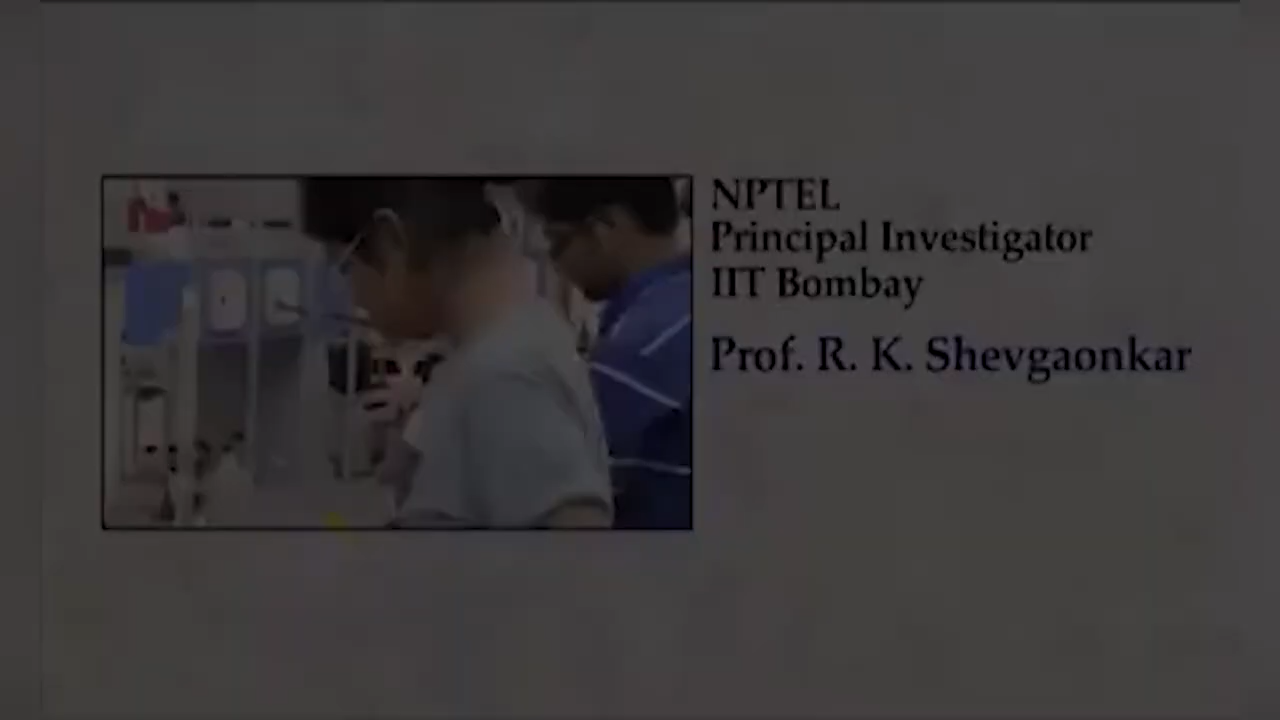 NPTEL
Principal Investigator
IIT Bombay
Prof. R. K. Shevgaonkar